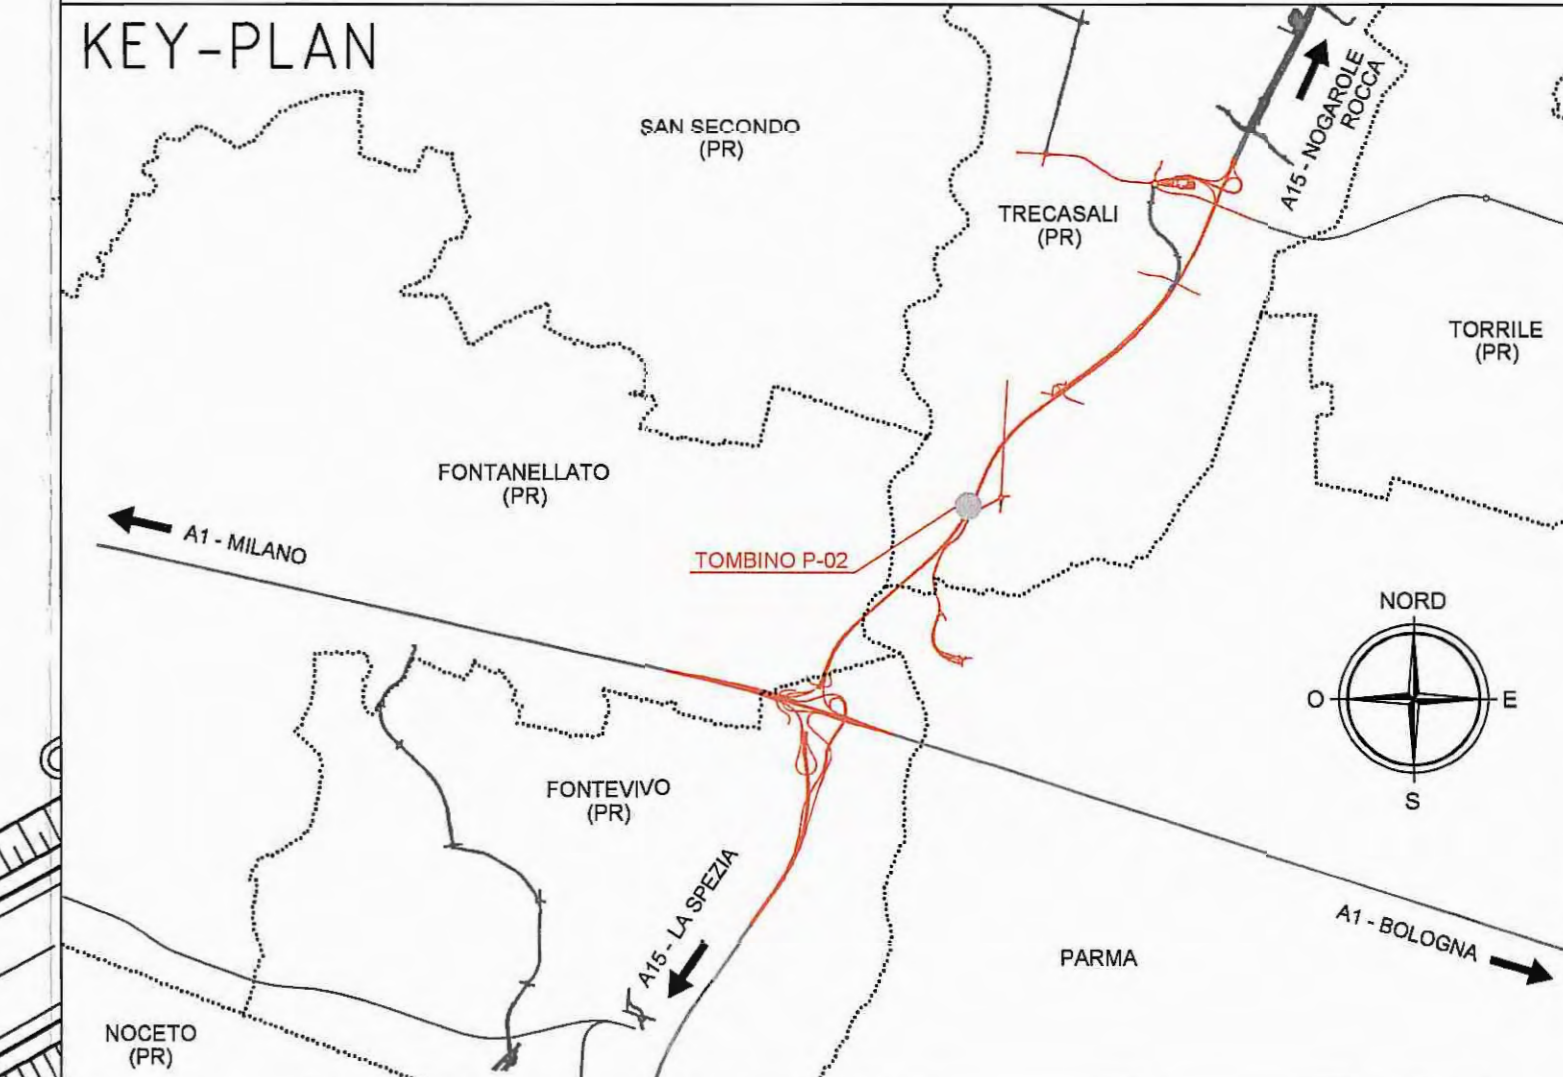 KEY-PLAN
SAN SECONDO
(PR)
A15 - NOGAROLE
ROCCA
TRECASALI
(PR)
TORRILE
(PR)
FONTANELLATO
(PR)
A1 - MILANO
TOMBINO P-02
NORD
O
E
S
FONTEVIVO
(PR)
A15 - LA SPEZIA
A1 - BOLOGNA
PARMA
NOCETO
(PR)